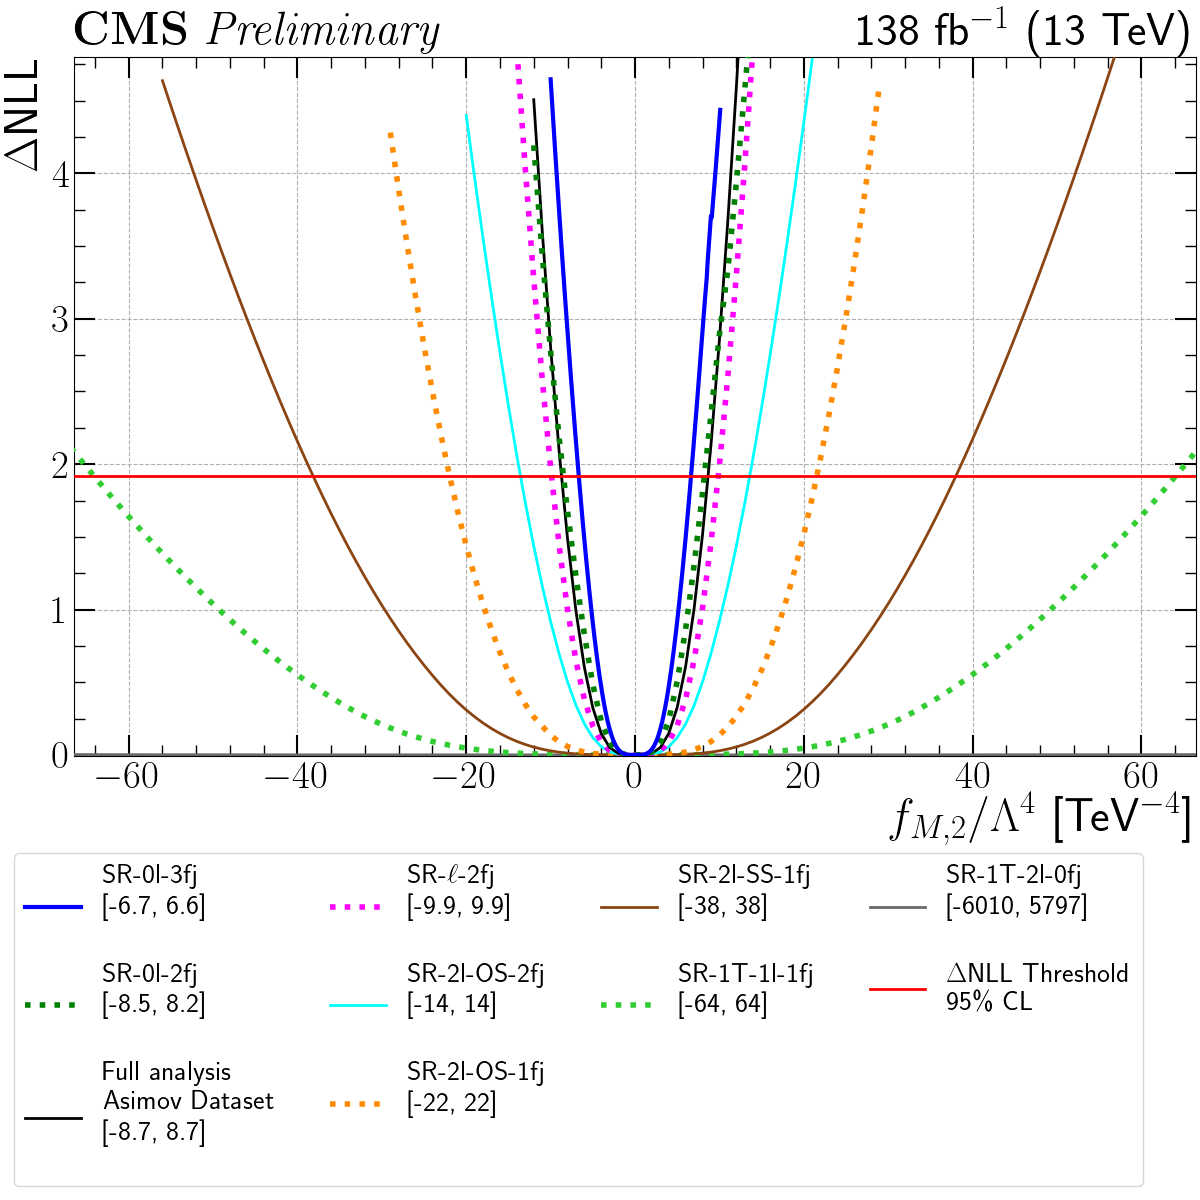 CMS Preliminary 138 fb⁻¹ (13 TeV)
ΔNLL
4
3
2
1
0
−60 −40 −20 0 20 40 60
f_{M,2}/Λ⁴ [TeV⁻⁴]
SR-0l-3fj
[-6.7, 6.6]
SR-0l-2fj
[-8.5, 8.2]
Full analysis
Asimov Dataset
[-8.7, 8.7]
SR-ℓ-2fj
[-9.9, 9.9]
SR-2l-OS-2fj
[-14, 14]
SR-2l-OS-1fj
[-22, 22]
SR-2l-SS-1fj
[-38, 38]
SR-1T-1l-1fj
[-64, 64]
SR-1T-2l-0fj
[-6010, 5797]
ΔNLL Threshold
95% CL